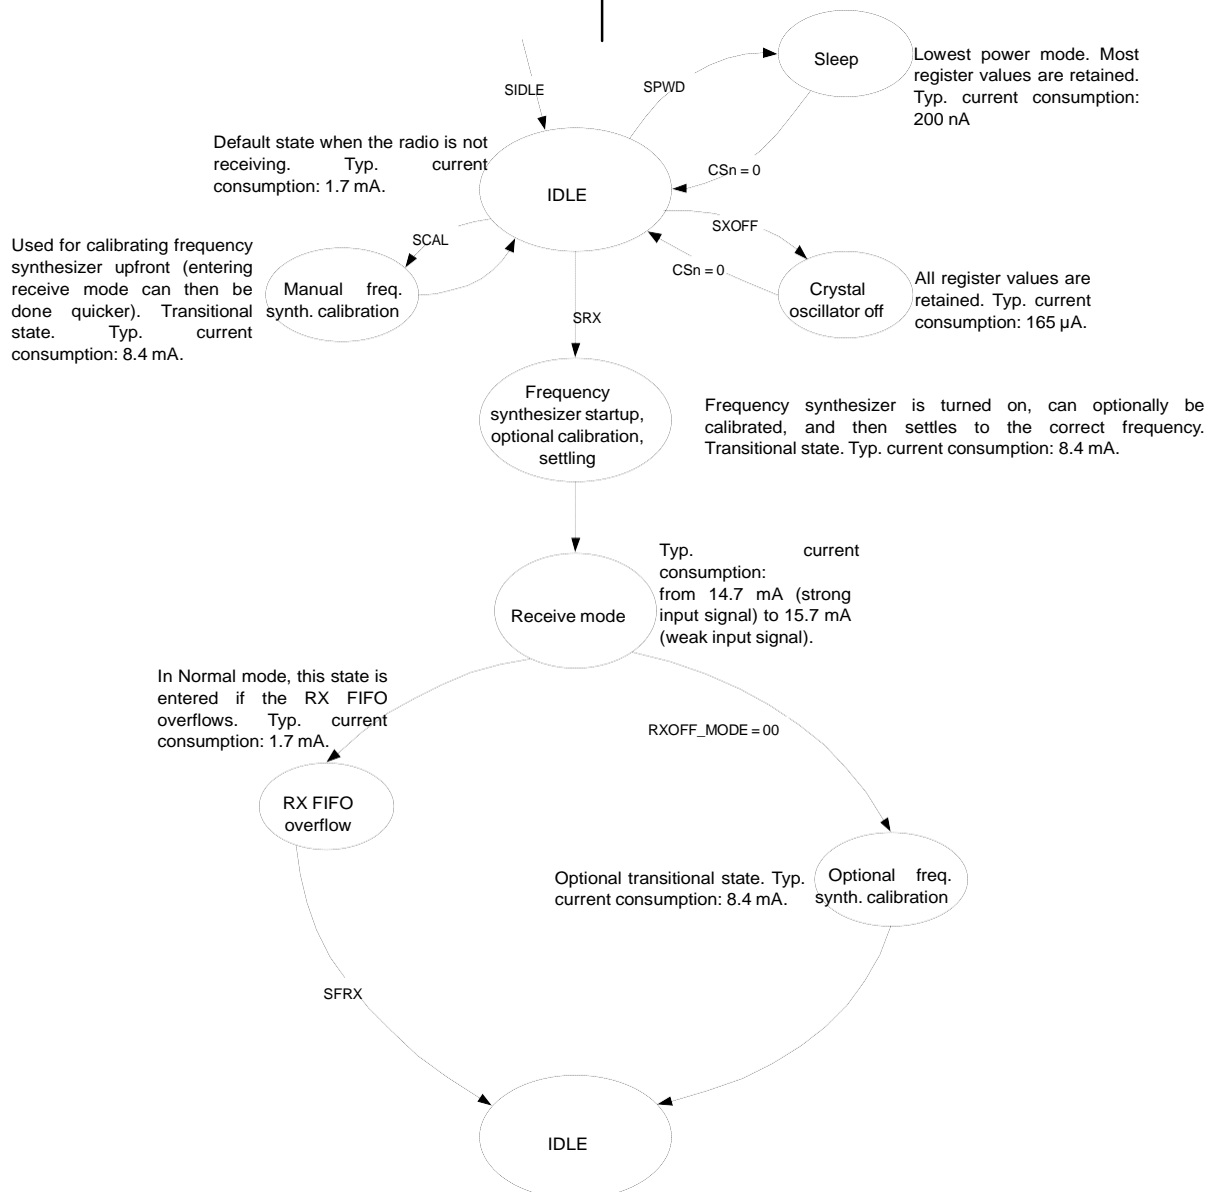 Sleep
Lowest power mode. Most
register values are retained.
Typ. current consumption:
200 nA
SIDLE
SPWD
Default state when the radio is not
receiving. Typ. current
consumption: 1.7 mA.
CSn = 0
IDLE
SXOFF
SCAL
CSn = 0
Used for calibrating frequency
synthesizer upfront (entering
receive mode can then be
done quicker). Transitional
state. Typ. current
consumption: 8.4 mA.
Manual freq.
synth. calibration
Crystal
oscillator off
All register values are
retained. Typ. current
consumption: 165 µA.
SRX
Frequency
synthesizer startup,
optional calibration,
settling
Frequency synthesizer is turned on, can optionally be
calibrated, and then settles to the correct frequency.
Transitional state. Typ. current consumption: 8.4 mA.
Receive mode
Typ. current
consumption:
from 14.7 mA (strong
input signal) to 15.7 mA
(weak input signal).
In Normal mode, this state is
entered if the RX FIFO
overflows. Typ. current
consumption: 1.7 mA.
RXOFF_MODE = 00
RX FIFO
overflow
Optional transitional state. Typ.
current consumption: 8.4 mA.
Optional freq.
synth. calibration
SFRX
IDLE